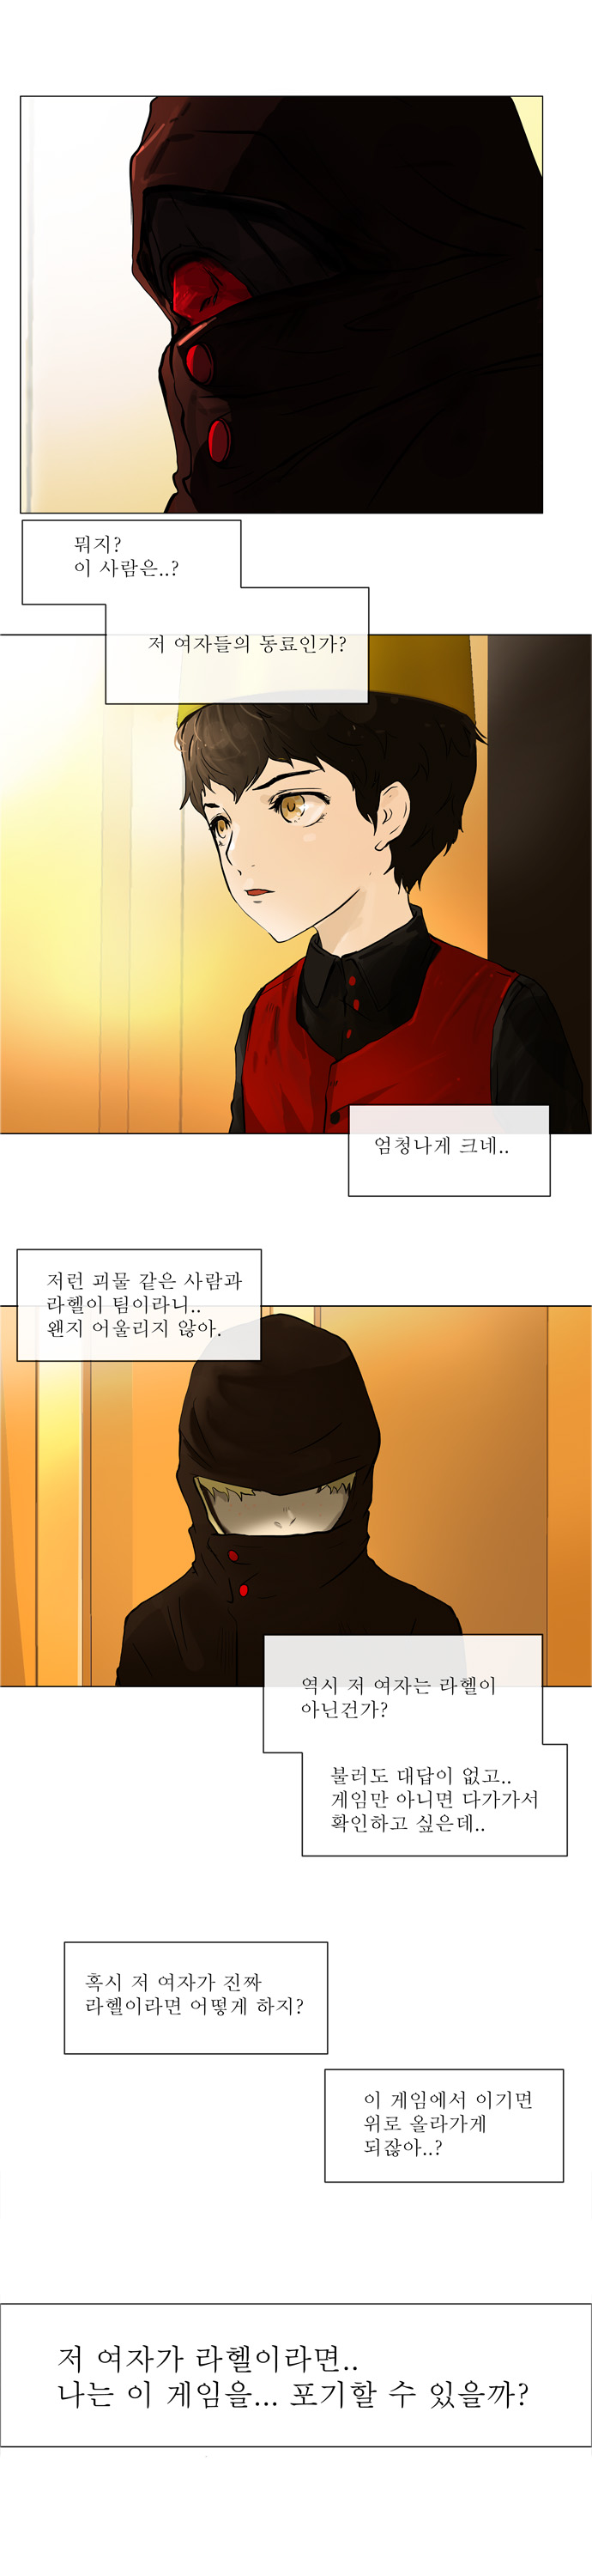 뭐지?
이 사람은..?
저 여자들의 동료인가?
엄청나게 크네..
저런 괴물 같은 사람과
라헬이 팀이라니..
왠지 어울리지 않아.
역시 저 여자는 라헬이
아닌건가?
불러도 대답이 없고..
게임만 아니면 다가가서
확인하고 싶은데..
혹시 저 여자가 진짜
라헬이라면 어떻게 하지?
이 게임에서 이기면
위로 올라가게
되잖아..?
저 여자가 라헬이라면..
나는 이 게임을... 포기할 수 있을까?